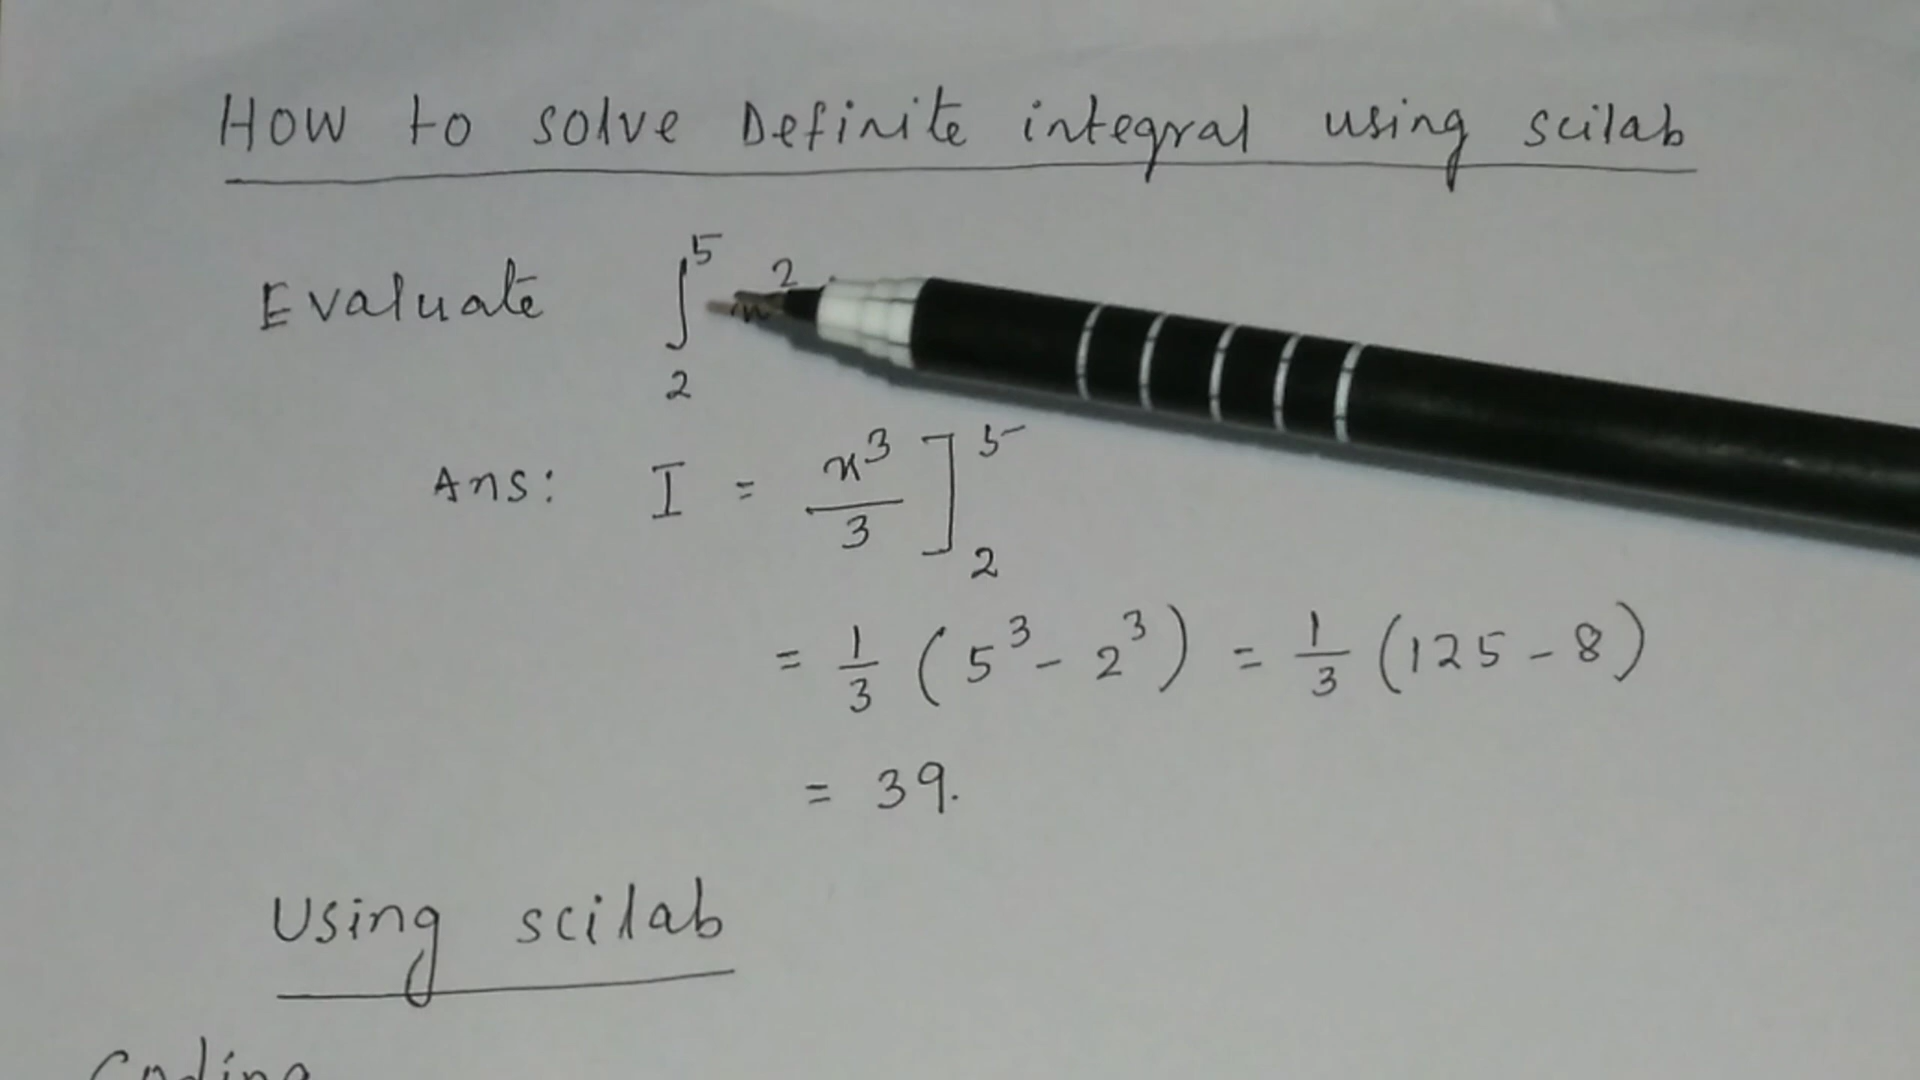 How to solve Definite integral using scilab
Evaluate ∫₂⁵ x²
Ans: I = x³/3 ]₂⁵
= 1/3 (5³ - 2³) = 1/3 (125 - 8)
= 39.
Using scilab
Coding